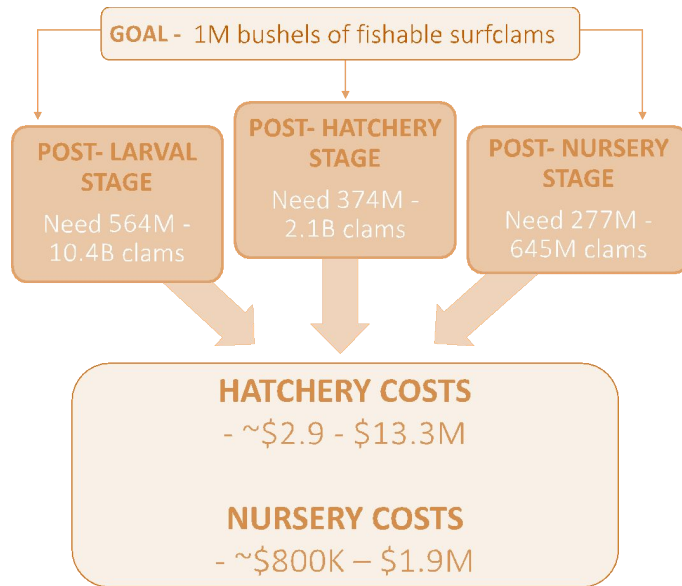 GOAL - 1M bushels of fishable surfclams
POST- LARVAL
STAGE
Need 564M -
10.4B clams
POST- HATCHERY
STAGE
Need 374M -
2.1B clams
POST- NURSERY
STAGE
Need 277M -
645M clams
HATCHERY COSTS
- ~$2.9 - $13.3M
NURSERY COSTS
- ~$800K – $1.9M